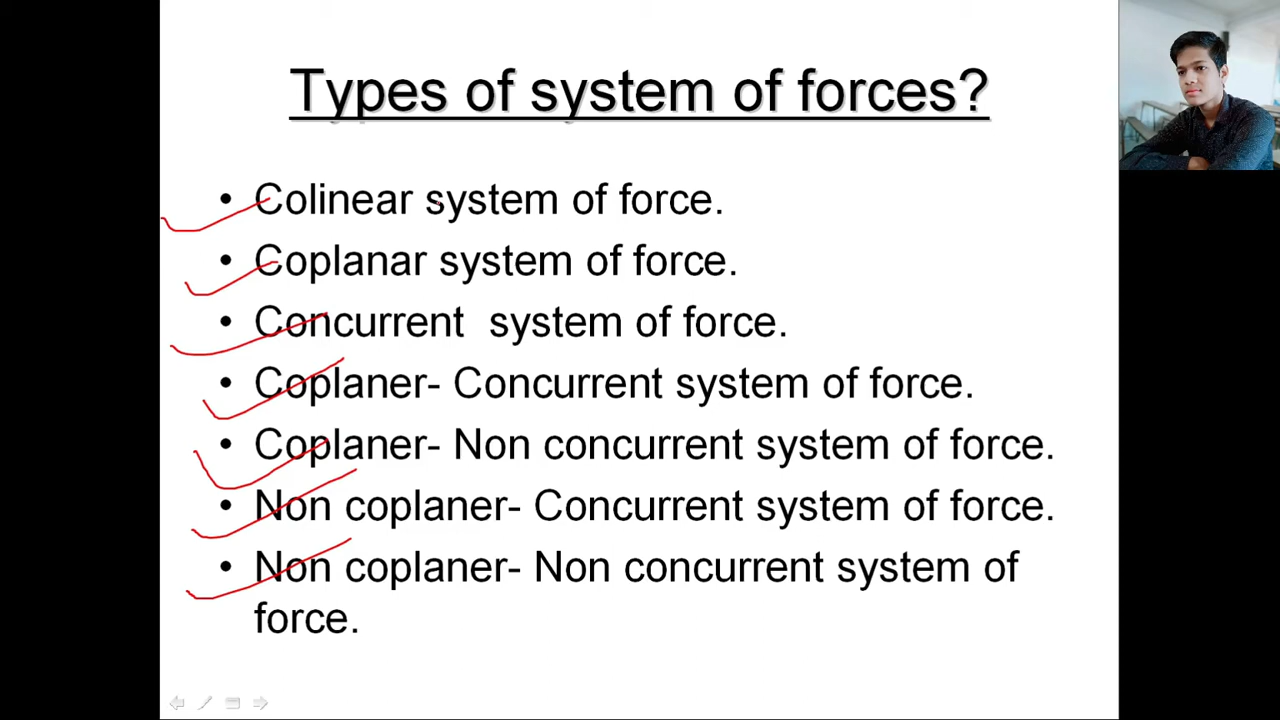 Types of system of forces?
• Colinear system of force.
• Coplanar system of force.
• Concurrent system of force.
• Coplaner- Concurrent system of force.
• Coplaner- Non concurrent system of force.
• Non coplaner- Concurrent system of force.
• Non coplaner- Non concurrent system of
force.